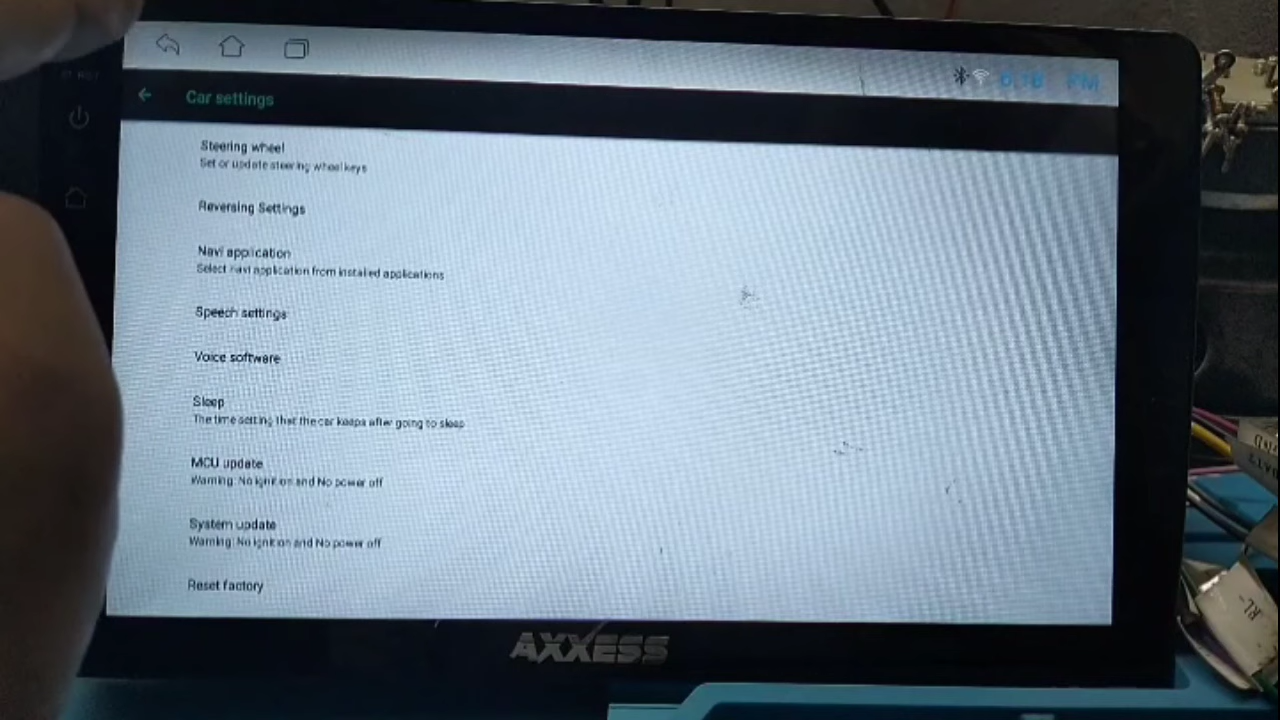 PM
Car settings
Steering wheel
Set or update steering wheel keys
Reversing Settings
Navi application
Select navi application from installed applications
Speech settings
Voice software
Sleep
The time setting that the car keeps after going to sleep
MCU update
Warning: No ignition and No power off
System update
Warning: No ignition and No power off
Reset factory
AXXESS
RL-